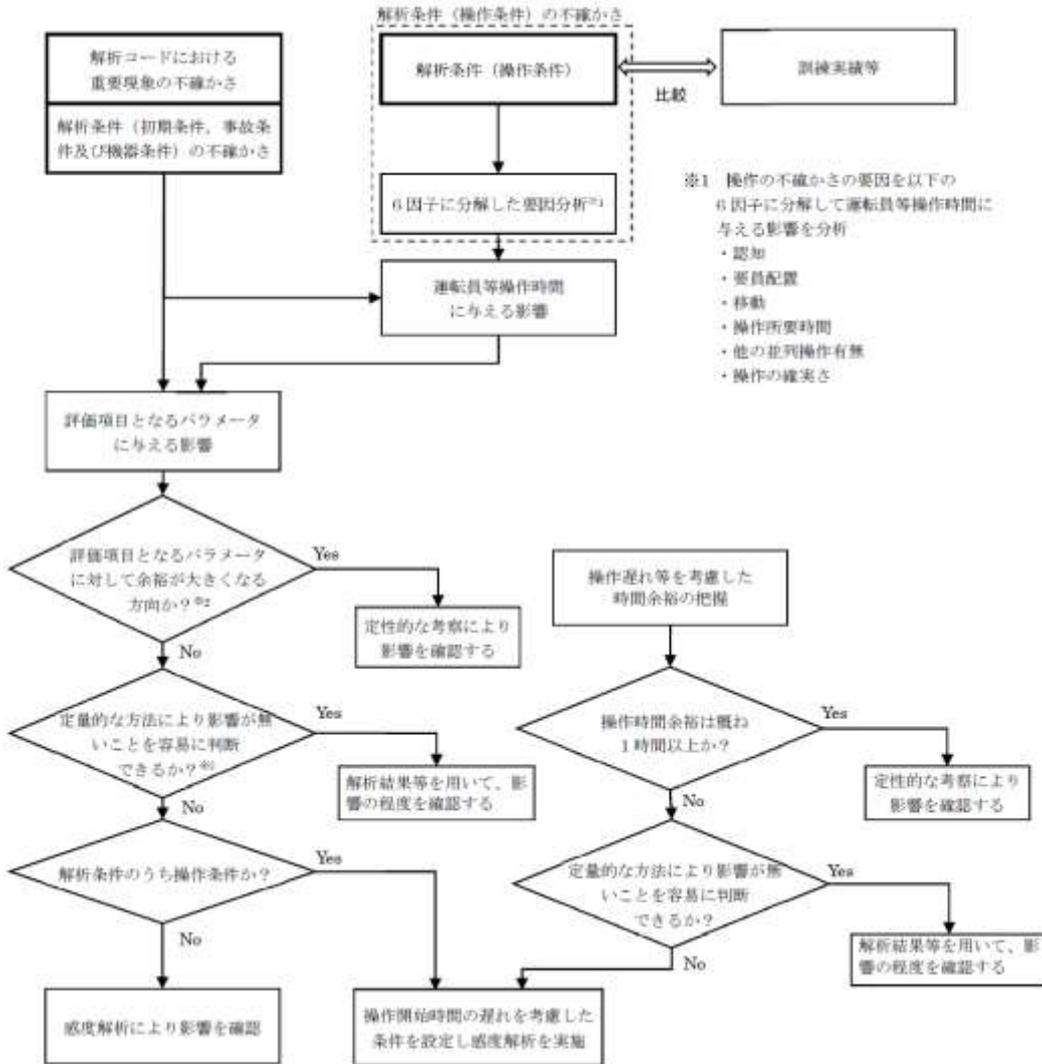 解析条件（操作条件）の不確かさ
解析コードにおける
重要現象の不確かさ
解析条件（初期条件、事故条
件及び機器条件）の不確かさ
解析条件（操作条件）
比較
訓練実績等
6因子に分解した要因分析※1
※1 操作の不確かさの要因を以下の
6因子に分解して運転員等操作時間に
与える影響を分析
・認知
・要員配置
・移動
・操作所要時間
・他の並列操作有無
・操作の確実さ
運転員等操作時間
に与える影響
評価項目となるパラメータ
に与える影響
評価項目となるパラメータ
に対して余裕が大きくなる
方向か？※2
Yes
定性的な考察により
影響を確認する
No
定量的な方法により影響が無
いことを容易に判断
できるか？
Yes
解析結果等を用いて、影
響の程度を確認する
No
解析条件のうち操作条件か？
Yes
No
感度解析により影響を確認
操作遅れ等を考慮した
時間余裕の把握
操作時間余裕は概ね
1時間以上か？
Yes
定性的な考察により
影響を確認する
No
定量的な方法により影響が無
いことを容易に判断
できるか？
Yes
解析結果等を用いて、影
響の程度を確認する
No
操作開始時間の遅れを考慮した
条件を設定し感度解析を実施